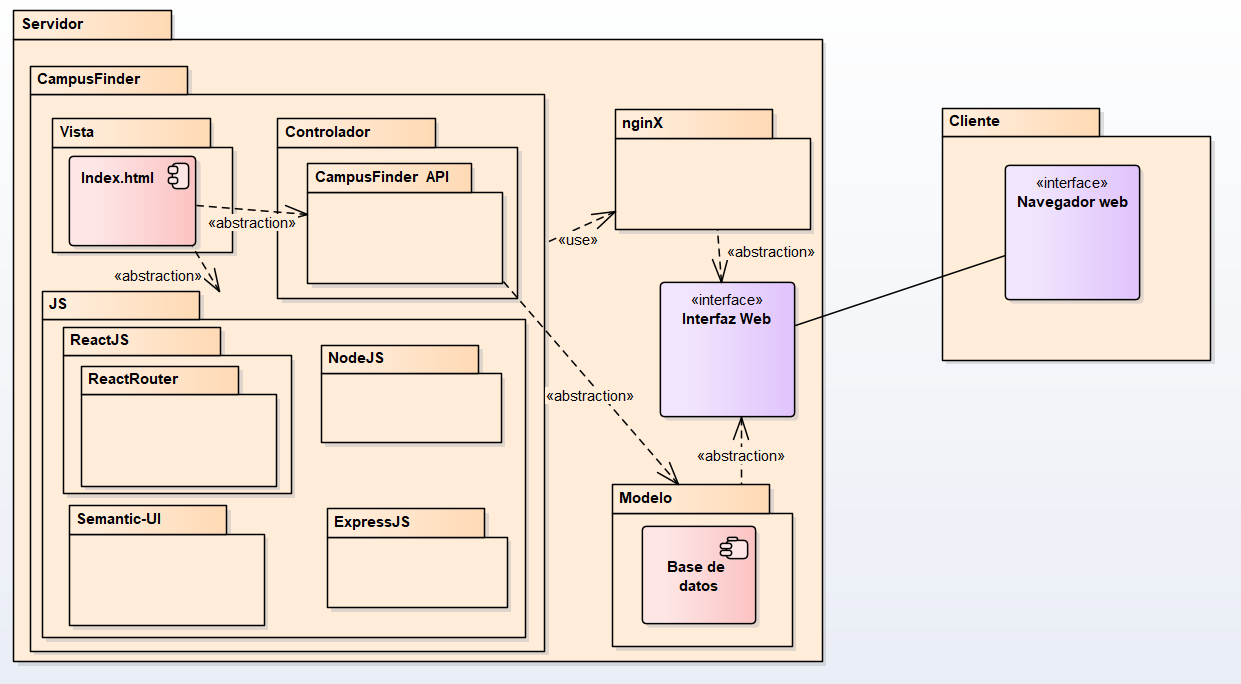 Servidor
CampusFinder
Vista
Index.html
Controlador
CampusFinder API
«abstraction»
«abstraction»
JS
ReactJS
ReactRouter
NodeJS
Semantic-UI
ExpressJS
nginX
«use»
«abstraction»
«interface»
Interfaz Web
«abstraction»
«abstraction»
Modelo
Base de
datos
Cliente
«interface»
Navegador web